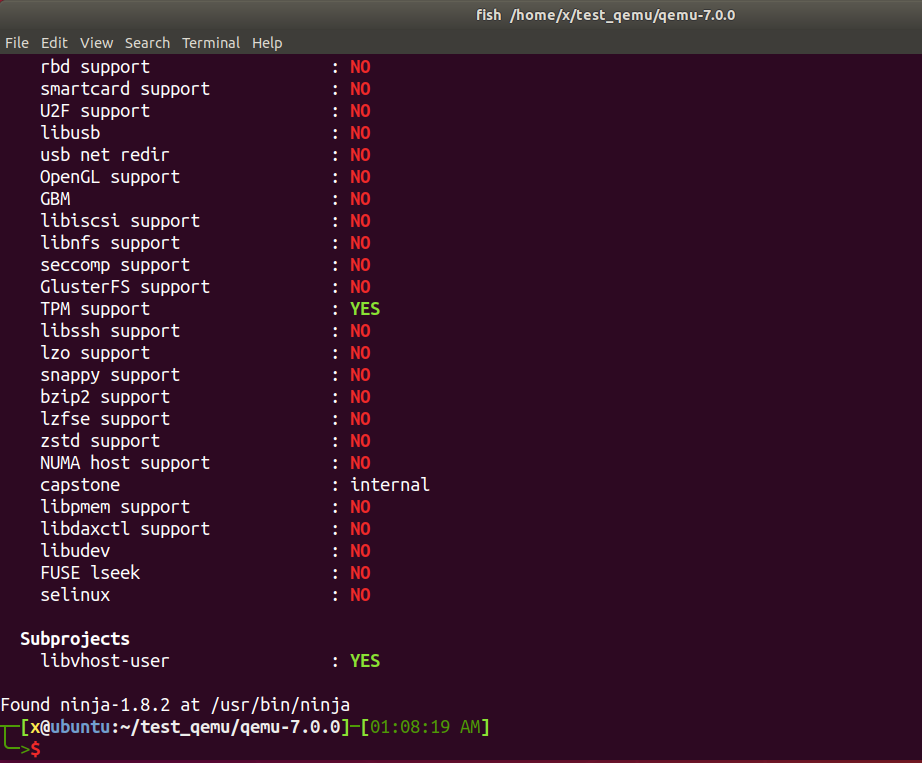 fish /home/x/test_qemu/qemu-7.0.0
File Edit View Search Terminal Help
rbd support : NO
smartcard support : NO
U2F support : NO
libusb : NO
usb net redir : NO
OpenGL support : NO
GBM : NO
libiscsi support : NO
libnfs support : NO
seccomp support : NO
GlusterFS support : NO
TPM support : YES
libssh support : NO
lzo support : NO
snappy support : NO
bzip2 support : NO
lzfse support : NO
zstd support : NO
NUMA host support : NO
capstone : internal
libpmem support : NO
libdaxctl support : NO
libudev : NO
FUSE lseek : NO
selinux : NO
Subprojects
libvhost-user : YES
Found ninja-1.8.2 at /usr/bin/ninja
┬─[x@ubuntu:~/test_qemu/qemu-7.0.0]─[01:08:19 AM]
╰─>$